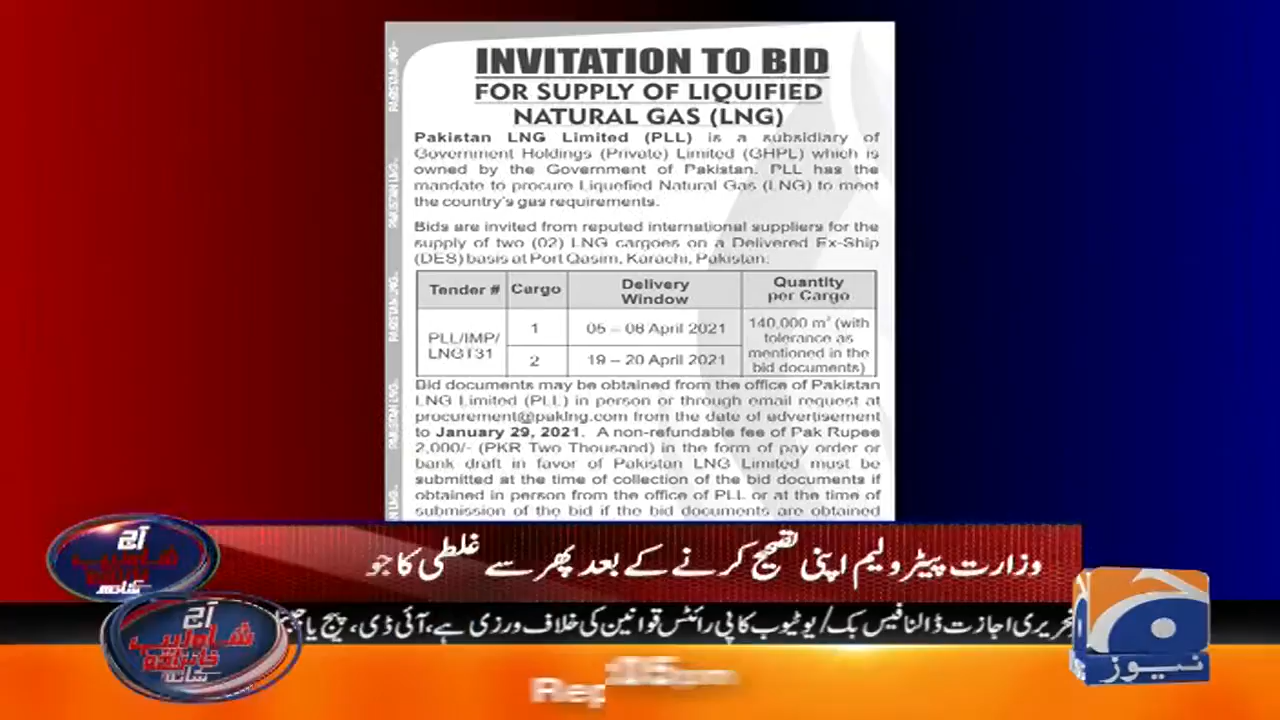 INVITATION TO BID
FOR SUPPLY OF LIQUIFIED
NATURAL GAS (LNG)
Pakistan LNG Limited (PLL) is a subsidiary of
Government Holdings (Private) Limited (GHPL) which is
owned by the Government of Pakistan. PLL has the
mandate to procure Liquefied Natural Gas (LNG) to meet
the country's gas requirements.
Bids are invited from reputed international suppliers for the
supply of two (02) LNG cargoes on a Delivered Ex-Ship
(DES) basis at Port Qasim, Karachi, Pakistan:
Tender # Cargo Delivery Window Quantity per Cargo
PLL/IMP/LNGT31 1 05 – 06 April 2021 140,000 m³ (with tolerance as mentioned in the bid documents)
2 19 – 20 April 2021
Bid documents may be obtained from the office of Pakistan
LNG Limited (PLL) in person or through email request at
procurement@paklng.com from the date of advertisement
to January 29, 2021. A non-refundable fee of Pak Rupee
2,000/- (PKR Two Thousand) in the form of pay order or
bank draft in favor of Pakistan LNG Limited must be
submitted at the time of collection of the bid documents if
obtained in person from the office of PLL or at the time of
submission of the bid if the bid documents are obtained
وزارت پیٹرولیم اپنی تصحیح کرنے کے بعد پھر سے غلطی کا جو
تحریری اجازت ڈالنا فیس بک/یوٹیوب کاپی رائٹس قوانین کی خلاف ورزی ہے، آئی ڈی، پیج یا
آج
شاہزیب
خانزادہ
کے ساتھ
جیو
نیوز